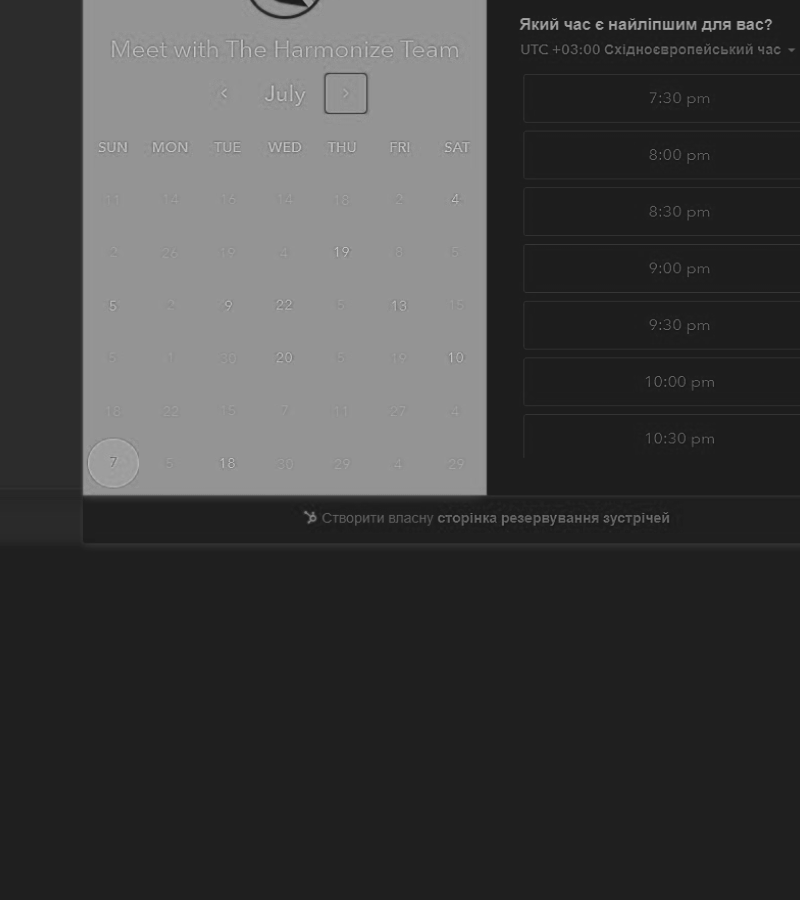 Meet with The Harmonize Team
‹ July ›
SUN MON TUE WED THU FRI SAT
11 14 16 14 18 2 4
2 26 19 4 19 8 5
5 2 9 22 5 13 15
5 1 30 20 5 19 10
18 22 15 7 11 27 4
7 5 18 30 29 4 29
Який час є найліпшим для вас?
UTC +03:00 Східноєвропейський час
7:30 pm
8:00 pm
8:30 pm
9:00 pm
9:30 pm
10:00 pm
10:30 pm
Створити власну сторінка резервування зустрічей